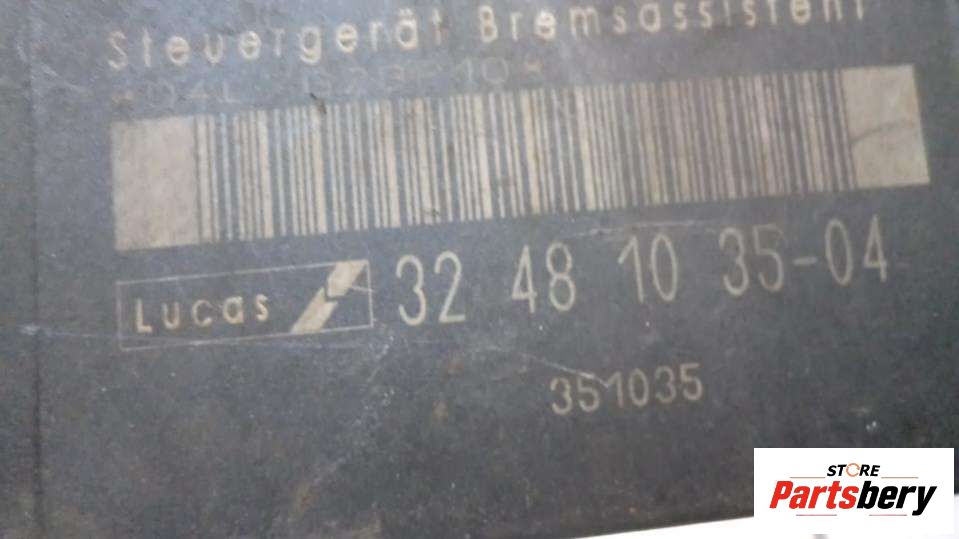 Steuergerät Bremsassistent
Lucas
32 48 10 35-04
351035
STORE
Partsbery